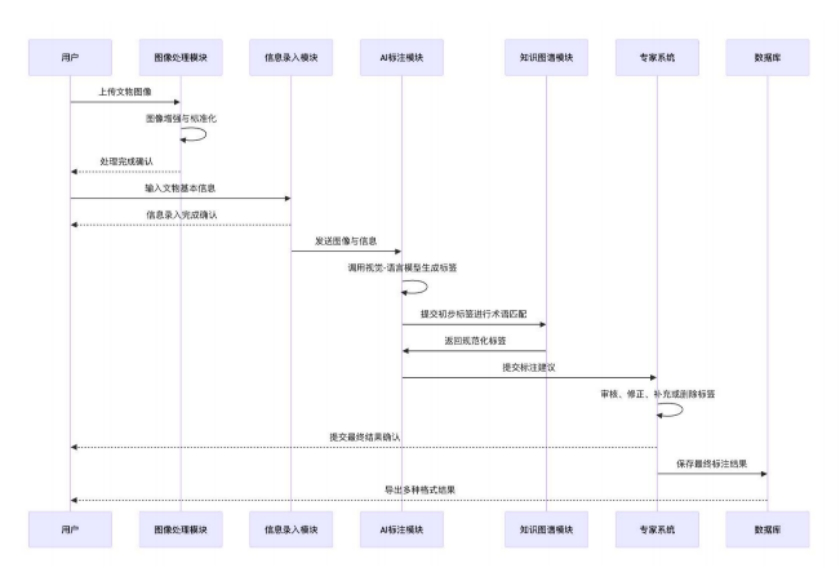 用户 图像处理模块 信息录入模块 AI标注模块 知识图谱模块 专家系统 数据库
上传文物图像
图像增强与标准化
处理完成确认
输入文物基本信息
信息录入完成确认
发送图像与信息
调用视觉-语言模型生成标签
提交初步标签进行术语匹配
返回规范化标签
提交标注建议
审核、修正、补充或删除标签
提交最终结果确认
保存最终标注结果
导出多种格式结果
用户 图像处理模块 信息录入模块 AI标注模块 知识图谱模块 专家系统 数据库